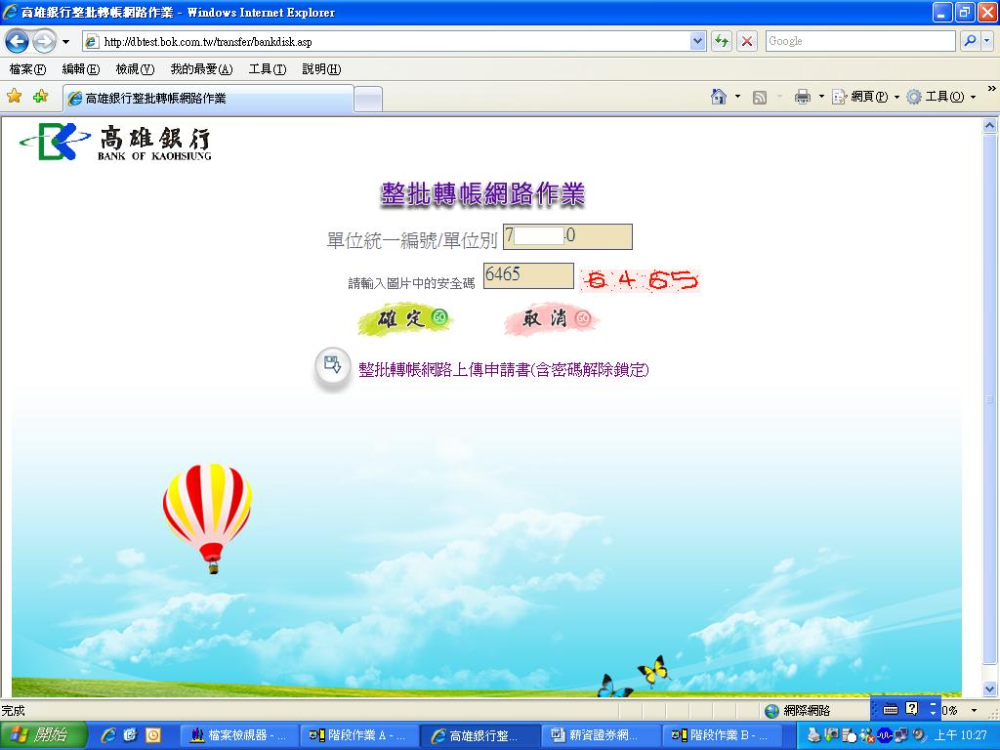 高雄銀行整批轉帳網路作業 - Windows Internet Explorer
http://dbtest.bok.com.tw/transfer/bankdisk.asp
Google
檔案(F) 編輯(E) 檢視(V) 我的最愛(A) 工具(T) 說明(H)
高雄銀行整批轉帳網路作業
網頁(P) 工具(O) »
高雄銀行
BANK OF KAOHSIUNG
整批轉帳網路作業
單位統一編號/單位別 7 40
請輸入圖片中的安全碼 6465 6465
確定 GO 取消 GO
整批轉帳網路上傳申請書(含密碼解除鎖定)
完成 網際網路 0%
開始 檔案檢視器 - ... 階段作業 A - ... 高雄銀行整... 薪資證券網... 階段作業 B - ... 上午 10:27